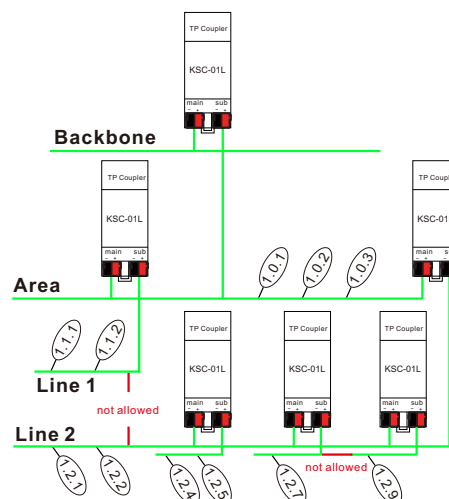 TP Coupler
KSC-01L
main sub
- + - +
Backbone
TP Coupler
KSC-01L
main sub
- + - +
TP Coupl
KSC-01
main sub
- + - +
1.0.1
1.0.2
1.0.3
Area
1.1.1
1.1.2
TP Coupler
KSC-01L
main sub
- + - +
TP Coupler
KSC-01L
main sub
- + - +
TP Coupler
KSC-01L
main sub
- + - +
Line 1
not allowed
Line 2
1.2.1
1.2.2
1.2.4
1.2.5
1.2.7
not allowed
1.2.9